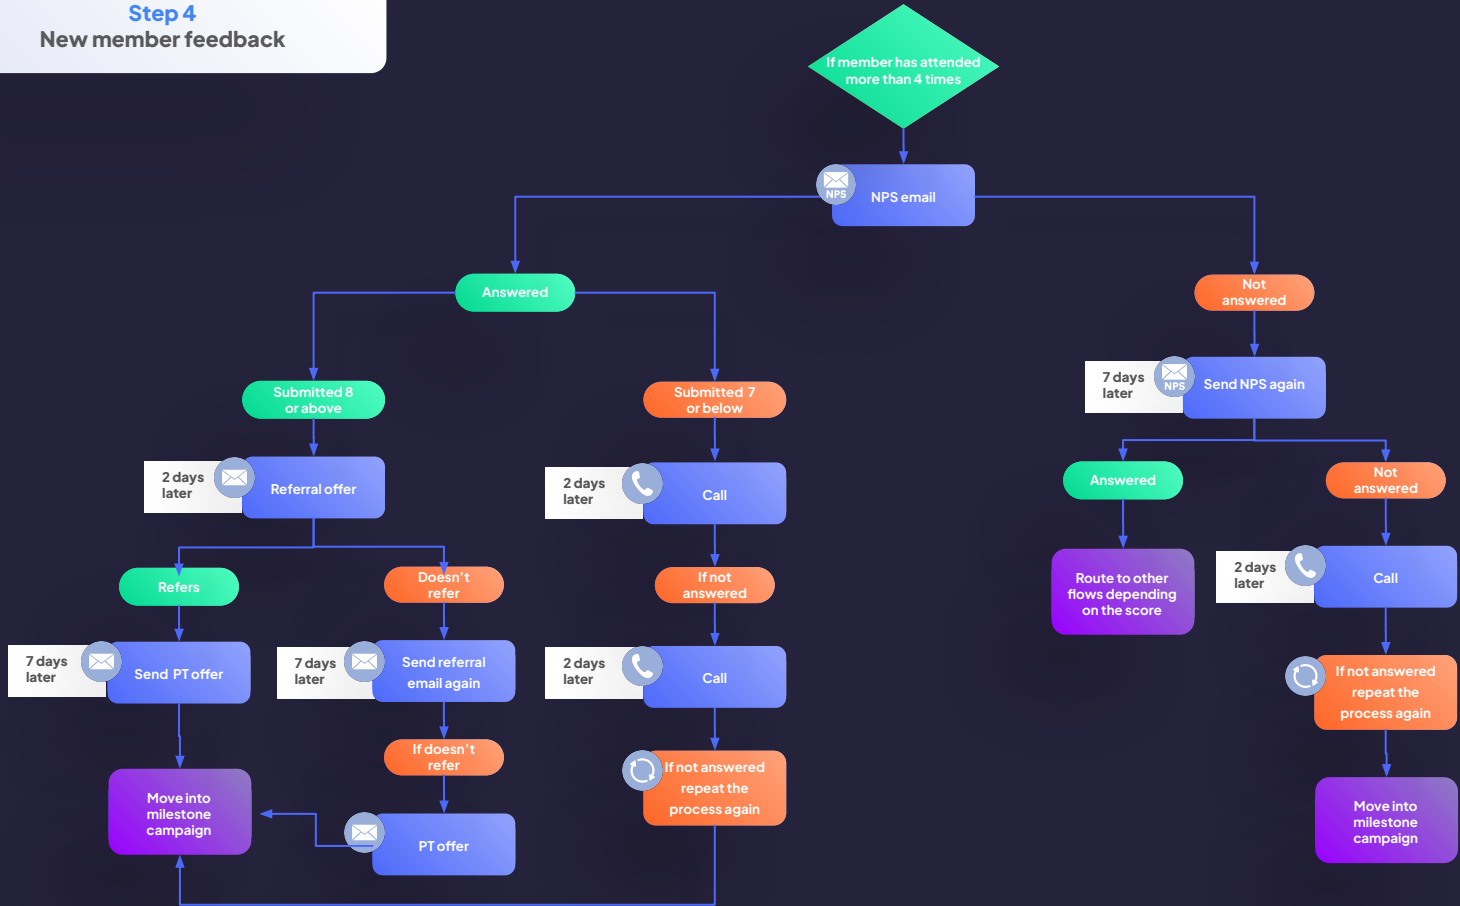 Step 4
New member feedback
If member has attended
more than 4 times
NPS
NPS email
Answered
Not
answered
Submitted 8
or above
Submitted 7
or below
7 days
later
NPS
Send NPS again
2 days
later
Referral offer
2 days
later
Call
Answered
Not
answered
Refers
Doesn't
refer
If not
answered
Route to other
flows depending
on the score
2 days
later
Call
7 days
later
Send PT offer
7 days
later
Send referral
email again
2 days
later
Call
If not answered
repeat the
process again
If doesn't
refer
If not answered
repeat the
process again
Move into
milestone
campaign
PT offer
Move into
milestone
campaign